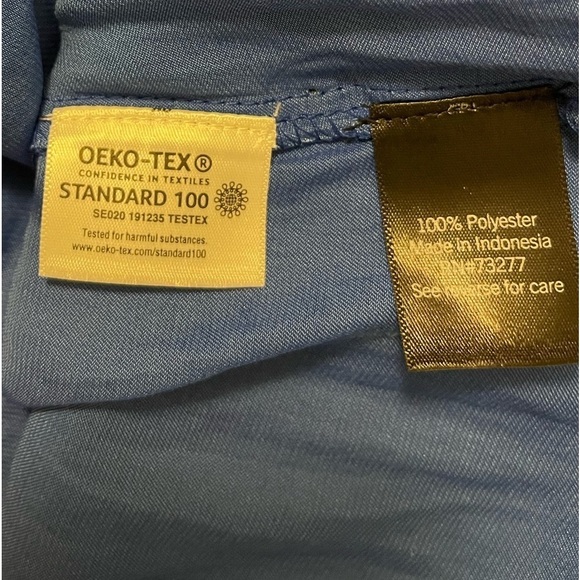 OEKO-TEX®
CONFIDENCE IN TEXTILES
STANDARD 100
SE020 191235 TESTEX
Tested for harmful substances.
www.oeko-tex.com/standard100
100% Polyester
Made in Indonesia
RN#73277
See reverse for care